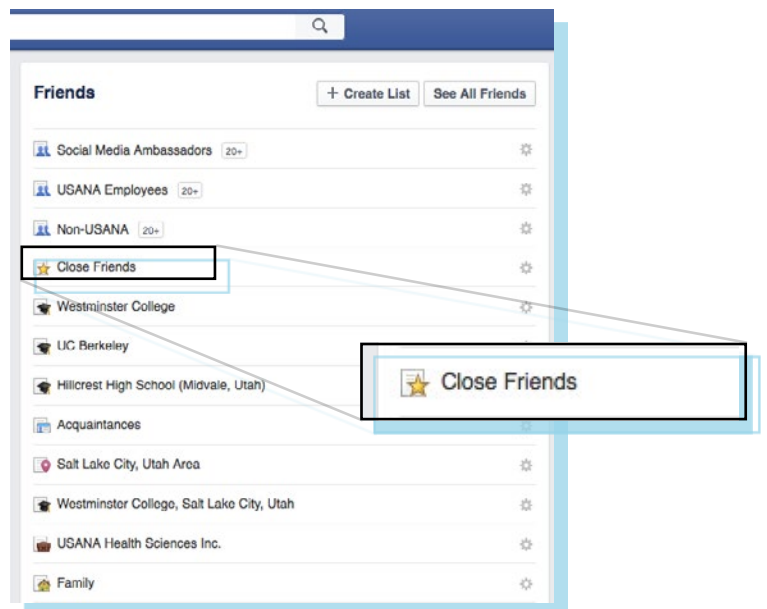 Friends
+ Create List
See All Friends
Social Media Ambassadors 20+
USANA Employees 20+
Non-USANA 20+
Close Friends
Westminster College
UC Berkeley
Close Friends
Hillcrest High School (Midvale, Utah)
Acquaintances
Salt Lake City, Utah Area
Westminster College, Salt Lake City, Utah
USANA Health Sciences Inc.
Family